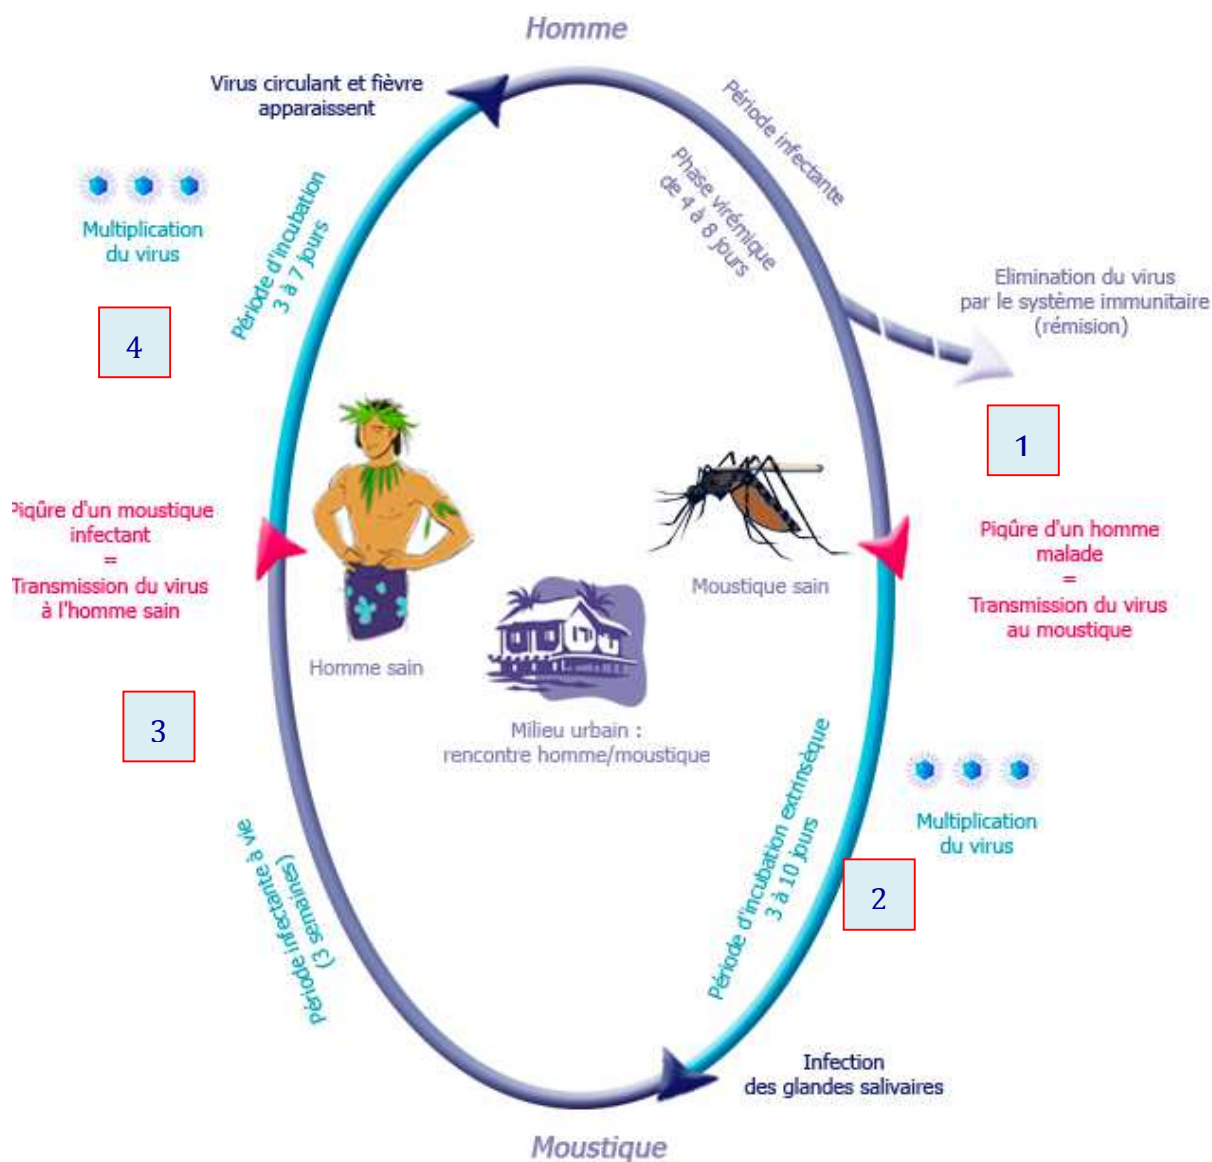 Homme
Virus circulant et fièvre
apparaissent
Période infectante
Phase virémique
de 4 à 8 jours
Multiplication
du virus
Période d'incubation
3 à 7 jours
Elimination du virus
par le système immunitaire
(rémision)
4
1
Piqûre d'un moustique
infectant
=
Transmission du virus
à l'homme sain
Piqûre d'un homme
malade
=
Transmission du virus
au moustique
Moustique sain
Homme sain
3
Milieu urbain :
rencontre homme/moustique
Multiplication
du virus
Période d'incubation extrinsèque
3 à 10 jours
2
Période infectante à vie
(3 semaines)
Infection
des glandes salivaires
Moustique